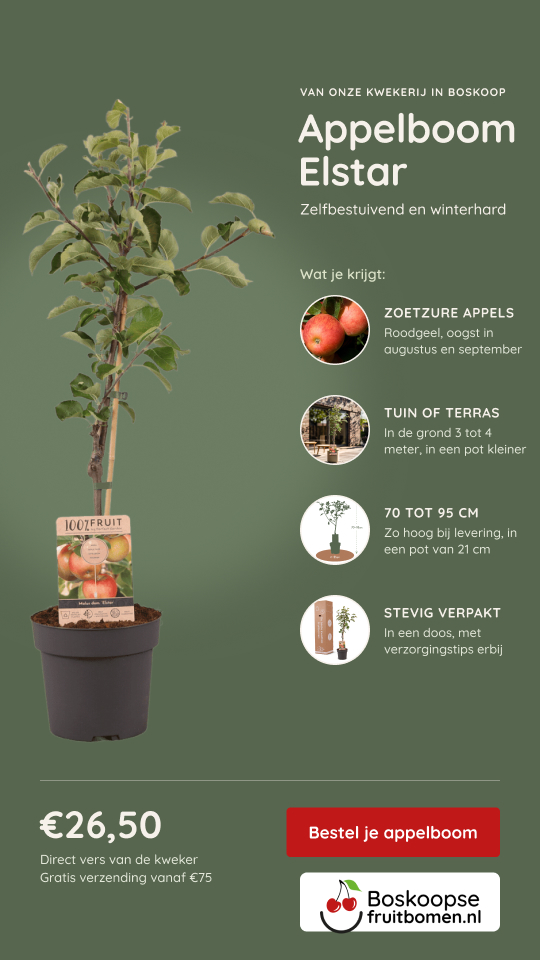 VAN ONZE KWEKERIJ IN BOSKOOP
Appelboom
Elstar
Zelfbestuivend en winterhard
Wat je krijgt:
ZOETZURE APPELS
Roodgeel, oogst in
augustus en september
TUIN OF TERRAS
In de grond 3 tot 4
meter, in een pot kleiner
70 TOT 95 CM
Zo hoog bij levering, in
een pot van 21 cm
STEVIG VERPAKT
In een doos, met
verzorgingstips erbij
100% FRUIT
€26,50
Direct vers van de kweker
Gratis verzending vanaf €75
Bestel je appelboom
Boskoopse
fruitbomen.nl